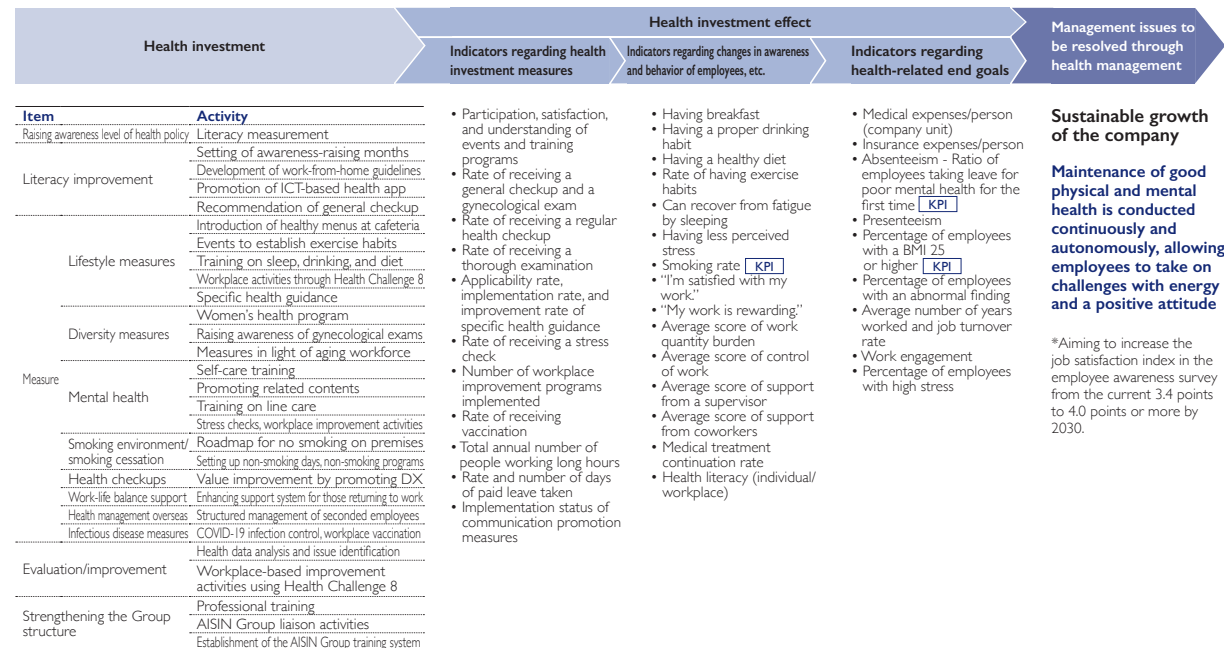 Health investment
Health investment effect
Indicators regarding health
investment measures
Indicators regarding changes in awareness
and behavior of employees, etc.
Indicators regarding
health-related end goals
Management issues to
be resolved through
health management
Item Activity
Raising awareness level of health policy Literacy measurement
Literacy improvement
Setting of awareness-raising months
Development of work-from-home guidelines
Promotion of ICT-based health app
Recommendation of general checkup
Measure
Lifestyle measures
Introduction of healthy menus at cafeteria
Events to establish exercise habits
Training on sleep, drinking, and diet
Workplace activities through Health Challenge 8
Specific health guidance
Diversity measures
Women's health program
Raising awareness of gynecological exams
Measures in light of aging workforce
Mental health
Self-care training
Promoting related contents
Training on line care
Stress checks, workplace improvement activities
Smoking environment/
smoking cessation
Roadmap for no smoking on premises
Setting up non-smoking days, non-smoking programs
Health checkups Value improvement by promoting DX
Work-life balance support Enhancing support system for those returning to work
Health management overseas Structured management of seconded employees
Infectious disease measures COVID-19 infection control, workplace vaccination
Evaluation/improvement
Health data analysis and issue identification
Workplace-based improvement
activities using Health Challenge 8
Strengthening the Group
structure
Professional training
AISIN Group liaison activities
Establishment of the AISIN Group training system
• Participation, satisfaction,
and understanding of
events and training
programs
• Rate of receiving a
general checkup and a
gynecological exam
• Rate of receiving a regular
health checkup
• Rate of receiving a
thorough examination
• Applicability rate,
implementation rate, and
improvement rate of
specific health guidance
• Rate of receiving a stress
check
• Number of workplace
improvement programs
implemented
• Rate of receiving
vaccination
• Total annual number of
people working long hours
• Rate and number of days
of paid leave taken
• Implementation status of
communication promotion
measures
• Having breakfast
• Having a proper drinking
habit
• Having a healthy diet
• Rate of having exercise
habits
• Can recover from fatigue
by sleeping
• Having less perceived
stress
• Smoking rate KPI
• "I'm satisfied with my
work."
• "My work is rewarding."
• Average score of work
quantity burden
• Average score of control
of work
• Average score of support
from a supervisor
• Average score of support
from coworkers
• Medical treatment
continuation rate
• Health literacy (individual/
workplace)
• Medical expenses/person
(company unit)
• Insurance expenses/person
• Absenteeism - Ratio of
employees taking leave for
poor mental health for the
first time KPI
• Presenteeism
• Percentage of employees
with a BMI 25
or higher KPI
• Percentage of employees
with an abnormal finding
• Average number of years
worked and job turnover
rate
• Work engagement
• Percentage of employees
with high stress
Sustainable growth
of the company
Maintenance of good
physical and mental
health is conducted
continuously and
autonomously, allowing
employees to take on
challenges with energy
and a positive attitude
*Aiming to increase the
job satisfaction index in the
employee awareness survey
from the current 3.4 points
to 4.0 points or more by
2030.